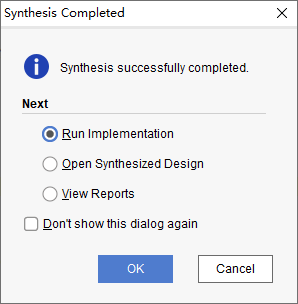 Synthesis Completed
Synthesis successfully completed.
Next
Run Implementation
Open Synthesized Design
View Reports
Don't show this dialog again
OK
Cancel